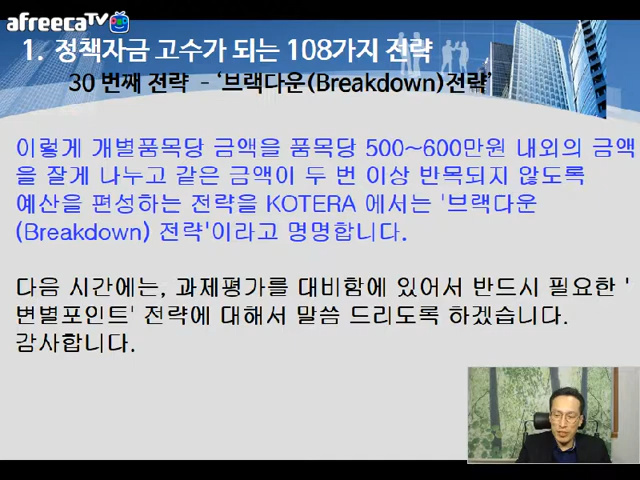 afreecaTV
1. 정책자금 고수가 되는 108가지 전략
30 번째 전략 - '브랙다운(Breakdown)전략'
이렇게 개별품목당 금액을 품목당 500~600만원 내외의 금액
을 잘게 나누고 같은 금액이 두 번 이상 반목되지 않도록
예산을 편성하는 전략을 KOTERA 에서는 '브랙다운
(Breakdown) 전략'이라고 명명합니다.
다음 시간에는, 과제평가를 대비함에 있어서 반드시 필요한 '
변별포인트' 전략에 대해서 말씀 드리도록 하겠습니다.
감사합니다.